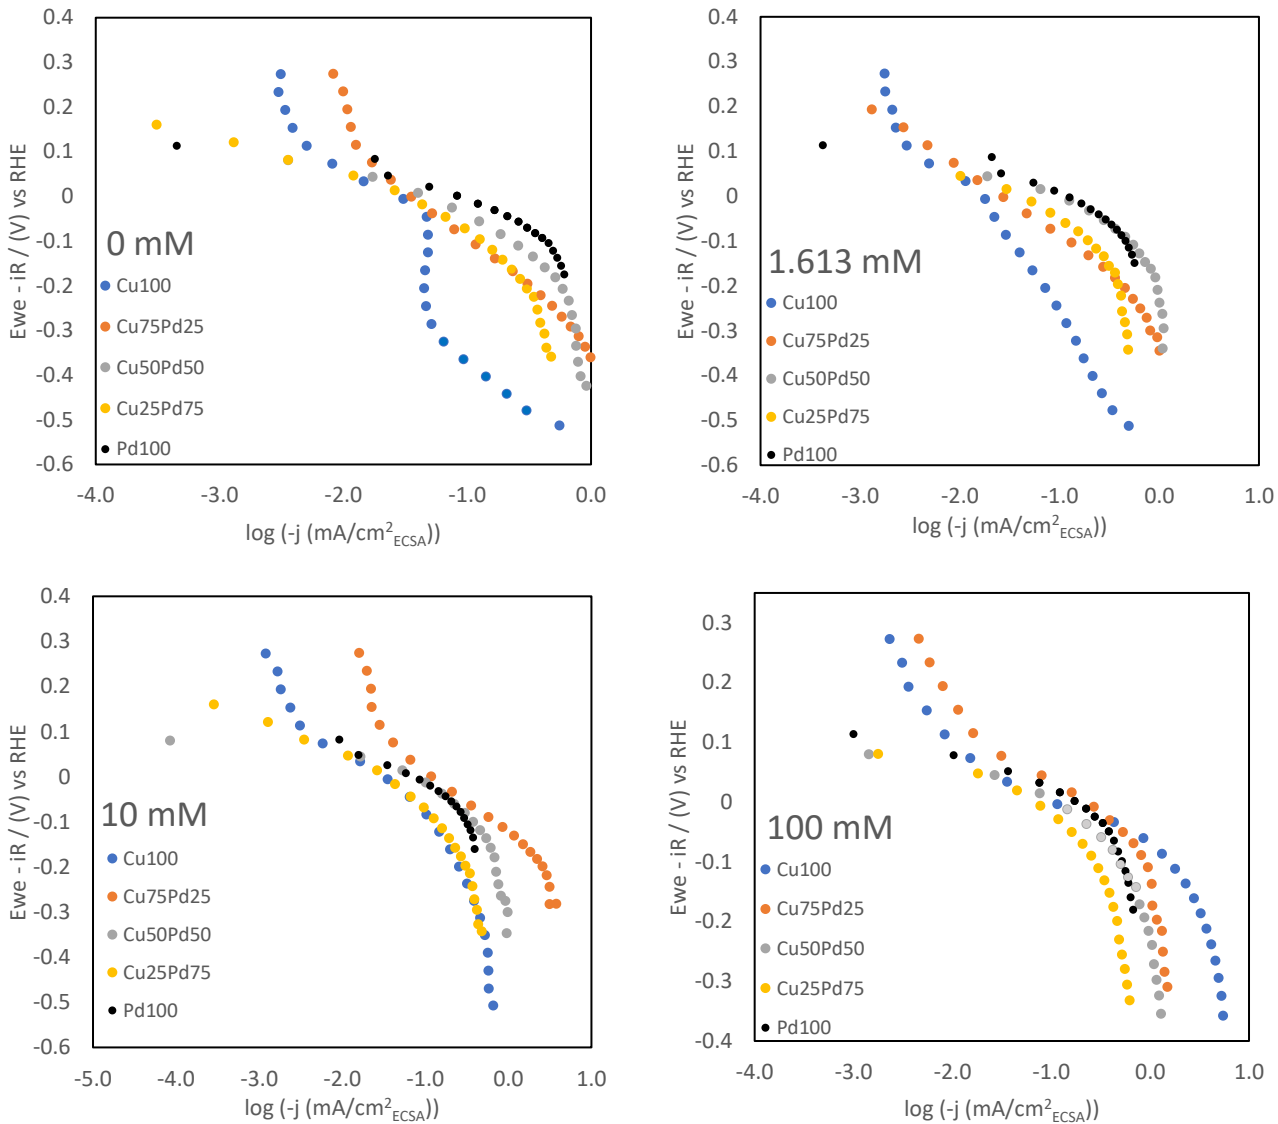 0.4
0.3
0.2
0.1
0
-0.1
-0.2
-0.3
-0.4
-0.5
-0.6
Ewe - iR / (V) vs RHE
0 mM
Cu100
Cu75Pd25
Cu50Pd50
Cu25Pd75
Pd100
-4.0 -3.0 -2.0 -1.0 0.0
log (-j (mA/cm²ECSA))
0.4
0.3
0.2
0.1
0
-0.1
-0.2
-0.3
-0.4
-0.5
-0.6
Ewe - iR / (V) vs RHE
1.613 mM
Cu100
Cu75Pd25
Cu50Pd50
Cu25Pd75
Pd100
-4.0 -3.0 -2.0 -1.0 0.0 1.0
log (-j (mA/cm²ECSA))
0.4
0.3
0.2
0.1
0
-0.1
-0.2
-0.3
-0.4
-0.5
-0.6
Ewe - iR / (V) vs RHE
10 mM
Cu100
Cu75Pd25
Cu50Pd50
Cu25Pd75
Pd100
-5.0 -4.0 -3.0 -2.0 -1.0 0.0 1.0
log (-j (mA/cm²ECSA))
0.3
0.2
0.1
0.0
-0.1
-0.2
-0.3
-0.4
Ewe - iR / (V) vs RHE
100 mM
Cu100
Cu75Pd25
Cu50Pd50
Cu25Pd75
Pd100
-4.0 -3.0 -2.0 -1.0 0.0 1.0
log (-j (mA/cm²ECSA))